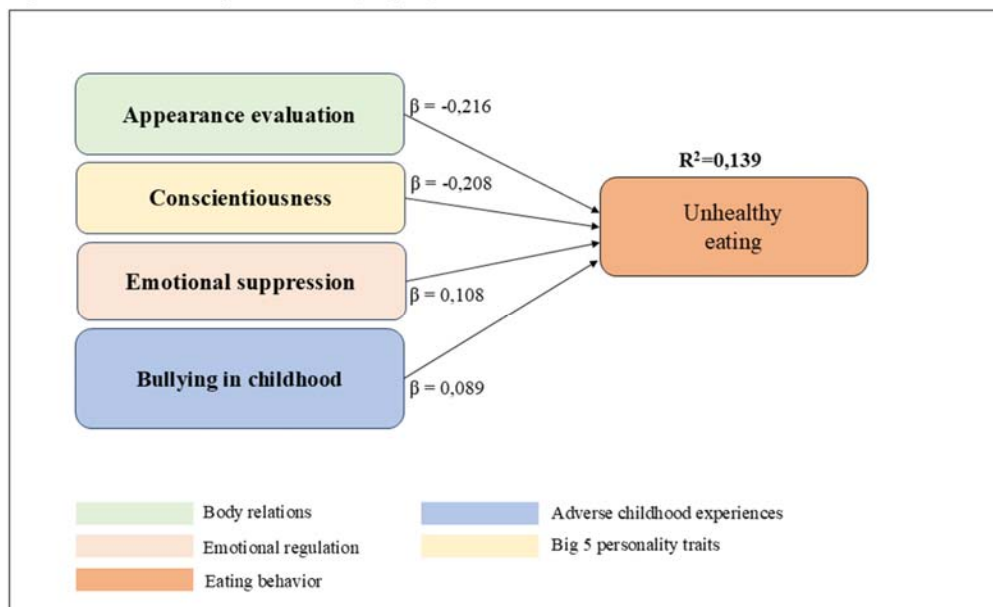 Appearance evaluation
β = -0,216
Conscientiousness
β = -0,208
Emotional suppression
β = 0,108
Bullying in childhood
β = 0,089
R²=0,139
Unhealthy
eating
Body relations
Emotional regulation
Eating behavior
Adverse childhood experiences
Big 5 personality traits